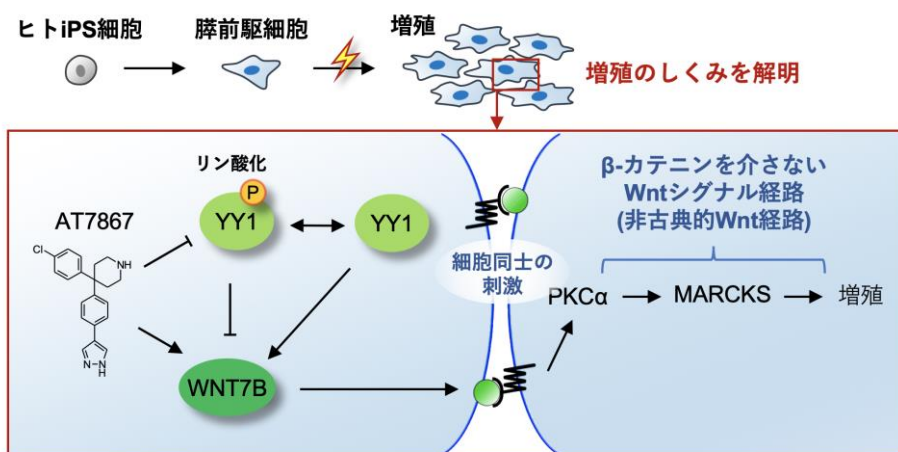 ヒトiPS細胞
膵前駆細胞
増殖
増殖のしくみを解明
リン酸化
P
YY1
YY1
AT7867
Cl
NH
N
N
H
WNT7B
細胞同士の
刺激
β-カテニンを介さない
Wntシグナル経路
(非古典的Wnt経路)
PKCα
MARCKS
増殖